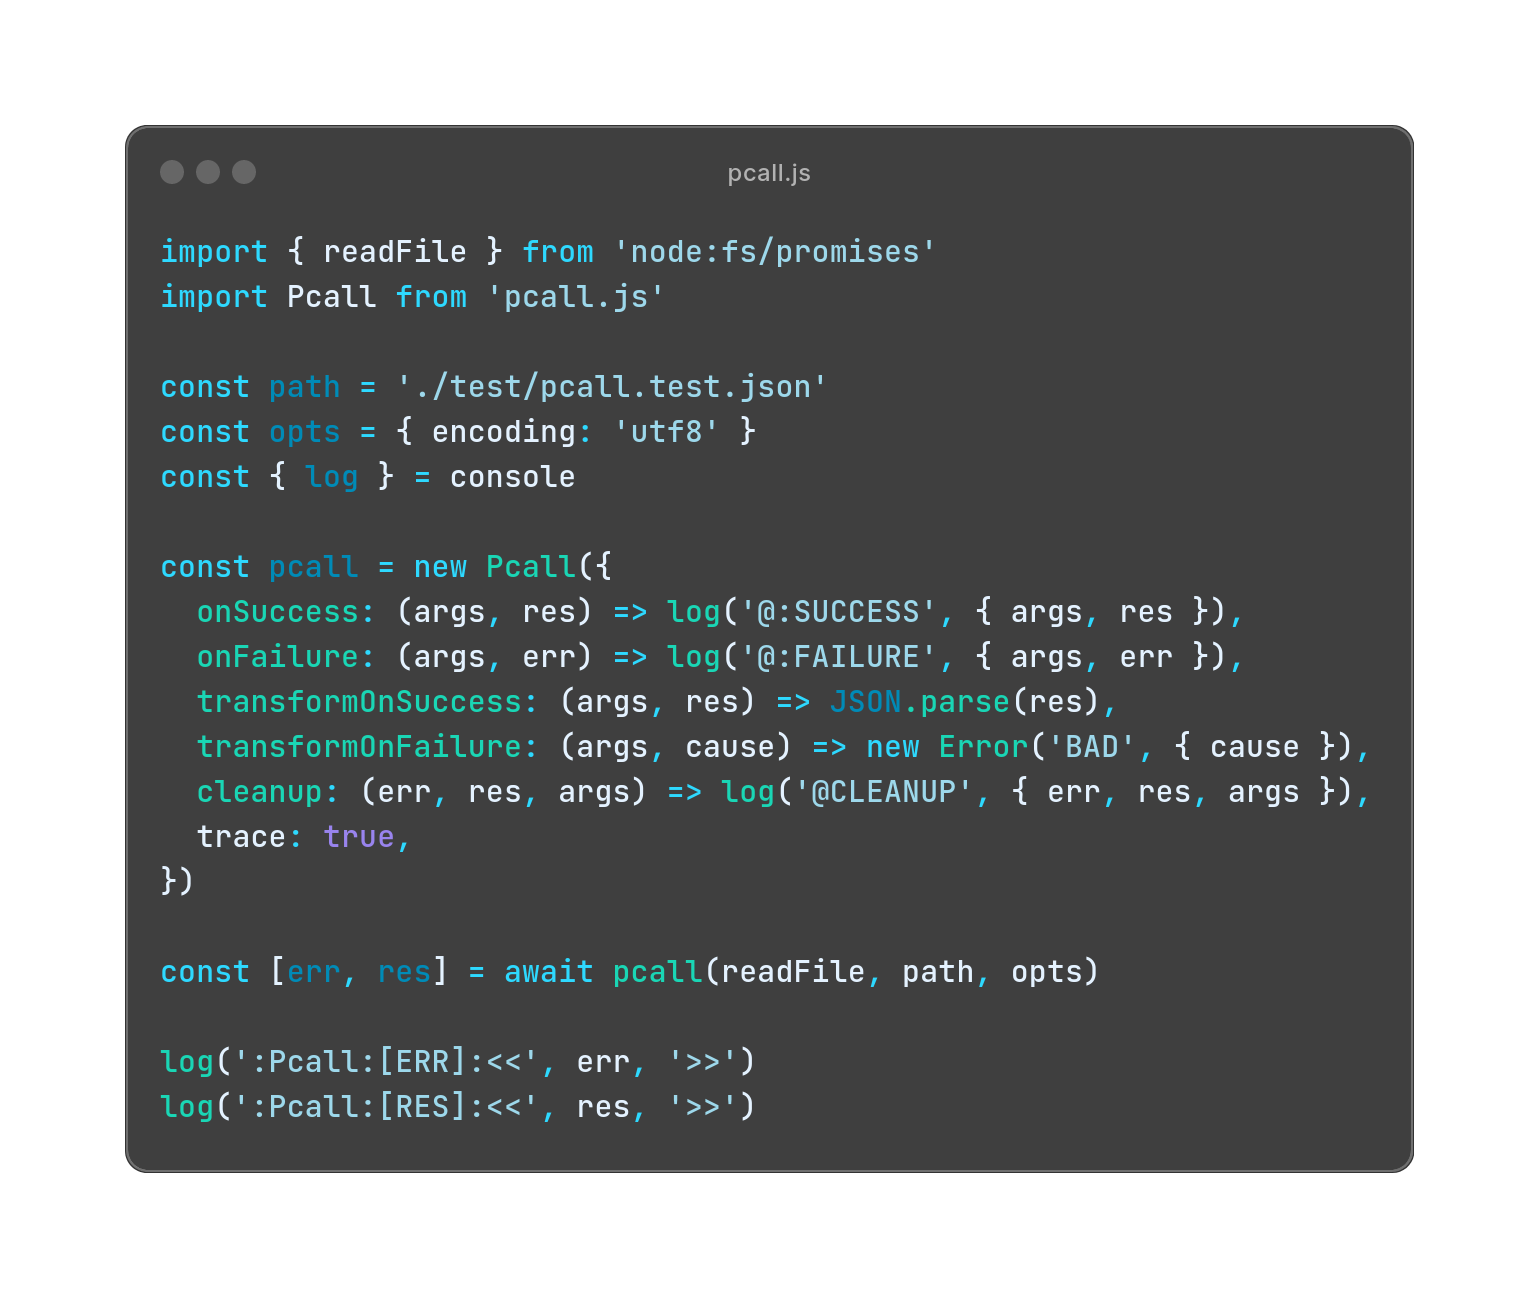 pcall.js
import { readFile } from 'node:fs/promises'
import Pcall from 'pcall.js'
const path = './test/pcall.test.json'
const opts = { encoding: 'utf8' }
const { log } = console
const pcall = new Pcall({
  onSuccess: (args, res) => log('@:SUCCESS', { args, res }),
  onFailure: (args, err) => log('@:FAILURE', { args, err }),
  transformOnSuccess: (args, res) => JSON.parse(res),
  transformOnFailure: (args, cause) => new Error('BAD', { cause }),
  cleanup: (err, res, args) => log('@CLEANUP', { err, res, args }),
  trace: true,
})
const [err, res] = await pcall(readFile, path, opts)
log(':Pcall:[ERR]:<<', err, '>>')
log(':Pcall:[RES]:<<', res, '>>')